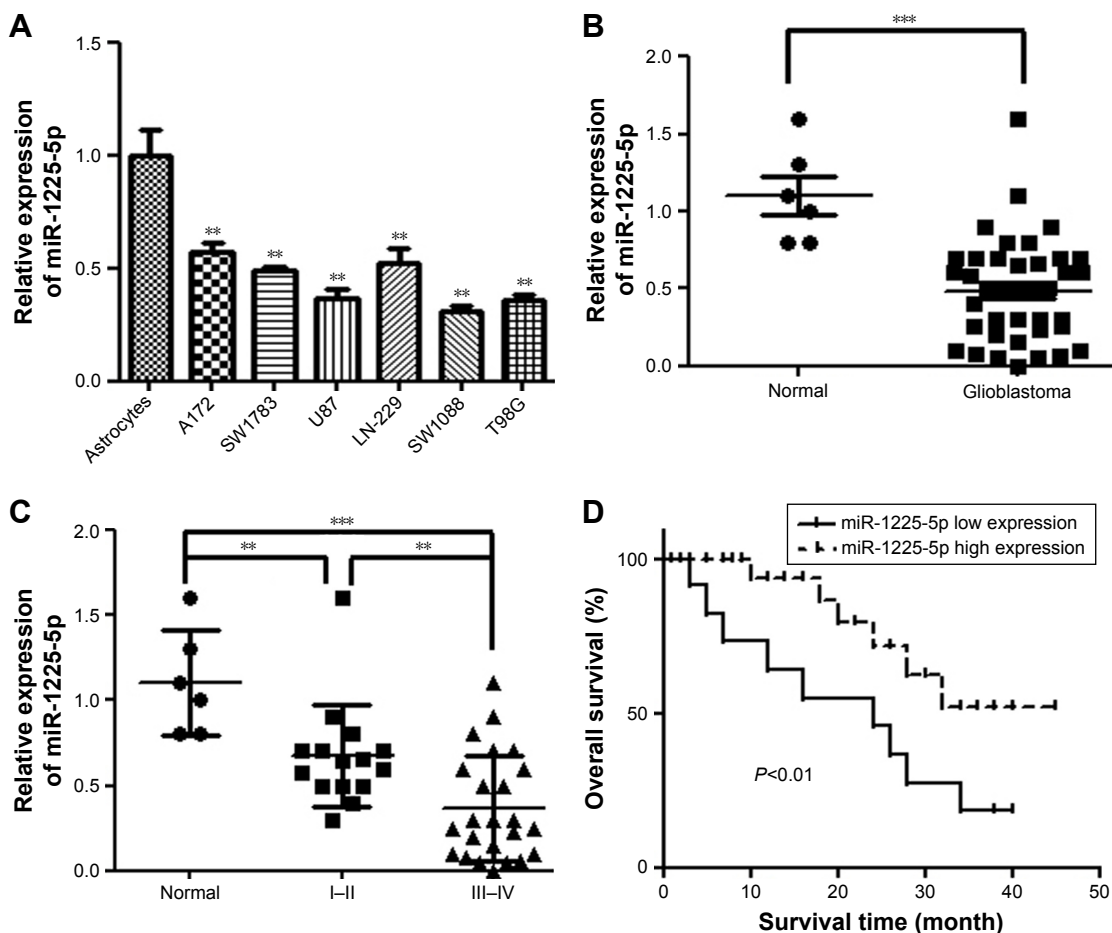 A
Relative expression
of miR-1225-5p
1.5
1.0
0.5
0.0
**
**
**
**
**
**
Astrocytes
A172
SW1783
U87
LN-229
SW1088
T98G
B
Relative expression
of miR-1225-5p
2.0
1.5
1.0
0.5
0.0
***
Normal
Glioblastoma
C
Relative expression
of miR-1225-5p
2.0
1.5
1.0
0.5
0.0
***
**
**
Normal
I–II
III–IV
D
miR-1225-5p low expression
miR-1225-5p high expression
Overall survival (%)
100
50
0
P<0.01
0
10
20
30
40
50
Survival time (month)